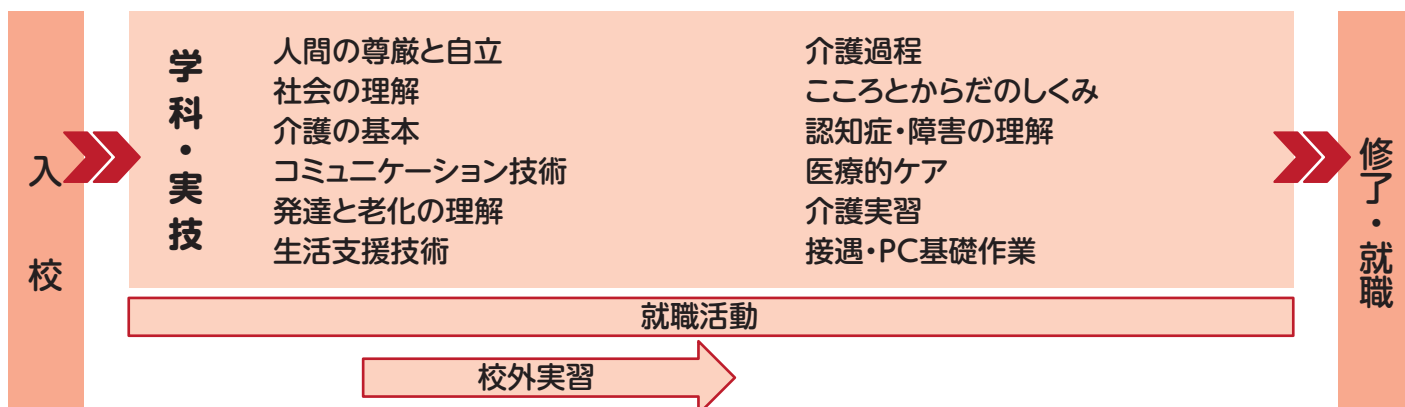 入校
学科・実技
人間の尊厳と自立
社会の理解
介護の基本
コミュニケーション技術
発達と老化の理解
生活支援技術
介護過程
こころとからだのしくみ
認知症・障害の理解
医療的ケア
介護実習
接遇・PC基礎作業
就職活動
校外実習
修了・就職